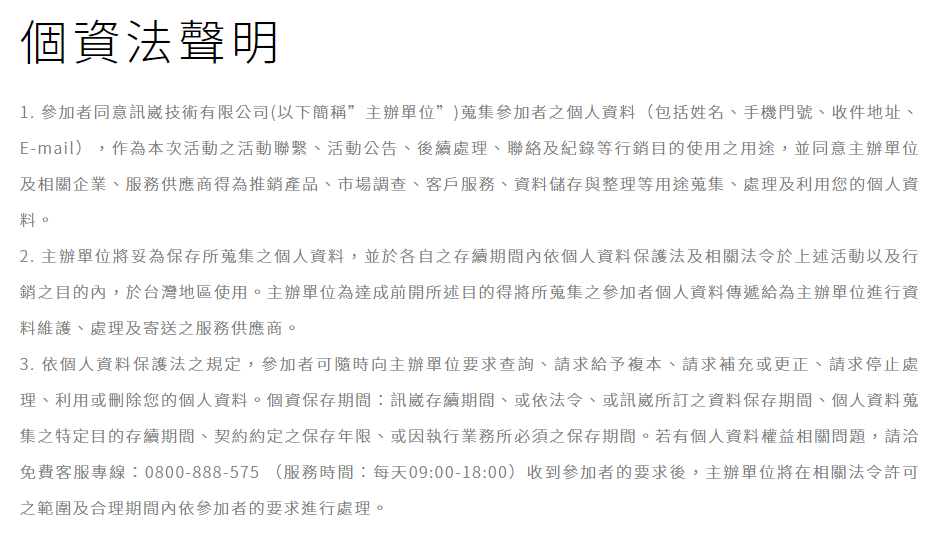 個資法聲明
1. 參加者同意訊崴技術有限公司(以下簡稱”主辦單位”)蒐集參加者之個人資料（包括姓名、手機門號、收件地址、
E-mail），作為本次活動之活動聯繫、活動公告、後續處理、聯絡及紀錄等行銷目的使用之用途，並同意主辦單位
及相關企業、服務供應商得為推銷產品、市場調查、客戶服務、資料儲存與整理等用途蒐集、處理及利用您的個人資
料。
2. 主辦單位將妥為保存所蒐集之個人資料，並於各自之存續期間內依個人資料保護法及相關法令於上述活動以及行
銷之目的內，於台灣地區使用。主辦單位為達成前開所述目的得將所蒐集之參加者個人資料傳遞給為主辦單位進行資
料維護、處理及寄送之服務供應商。
3. 依個人資料保護法之規定，參加者可隨時向主辦單位要求查詢、請求給予複本、請求補充或更正、請求停止處
理、利用或刪除您的個人資料。個資保存期間：訊崴存續期間、或依法令、或訊崴所訂之資料保存期間、個人資料蒐
集之特定目的存續期間、契約約定之保存年限、或因執行業務所必須之保存期間。若有個人資料權益相關問題，請洽
免費客服專線：0800-888-575 （服務時間：每天09:00-18:00）收到參加者的要求後，主辦單位將在相關法令許可
之範圍及合理期間內依參加者的要求進行處理。